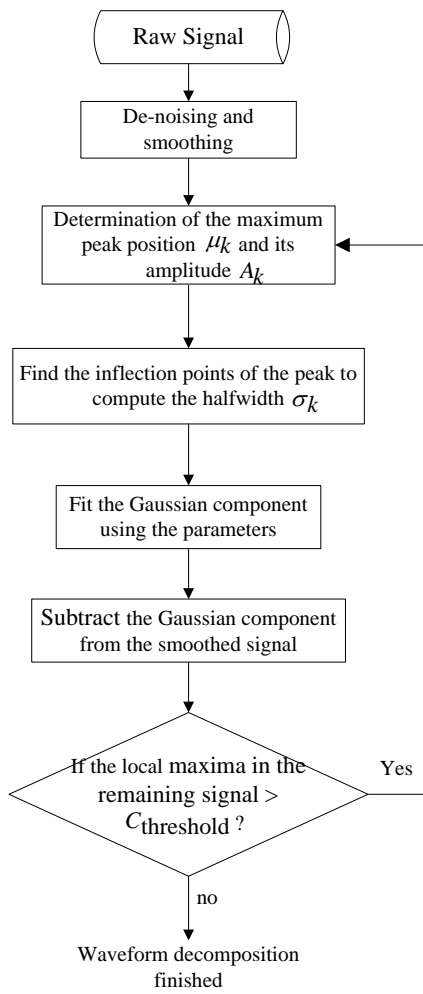 Raw Signal
De-noising and
smoothing
Determination of the maximum
peak position μk and its
amplitude Ak
Find the inflection points of the peak to
compute the halfwidth σk
Fit the Gaussian component
using the parameters
Subtract the Gaussian component
from the smoothed signal
If the local maxima in the
remaining signal >
Cthreshold ?
Yes
no
Waveform decomposition
finished